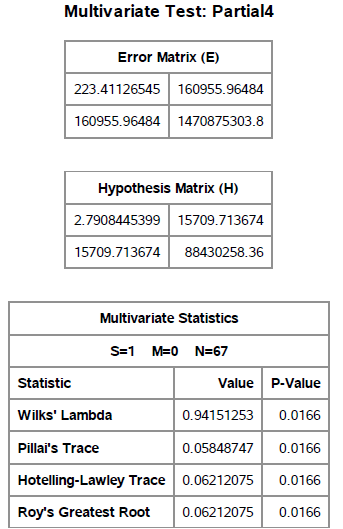 Multivariate Test: Partial4
Error Matrix (E)
223.41126545 160955.96484
160955.96484 1470875303.8
Hypothesis Matrix (H)
2.7908445399 15709.713674
15709.713674 88430258.36
Multivariate Statistics
S=1 M=0 N=67
Statistic Value P-Value
Wilks' Lambda 0.94151253 0.0166
Pillai's Trace 0.05848747 0.0166
Hotelling-Lawley Trace 0.06212075 0.0166
Roy's Greatest Root 0.06212075 0.0166